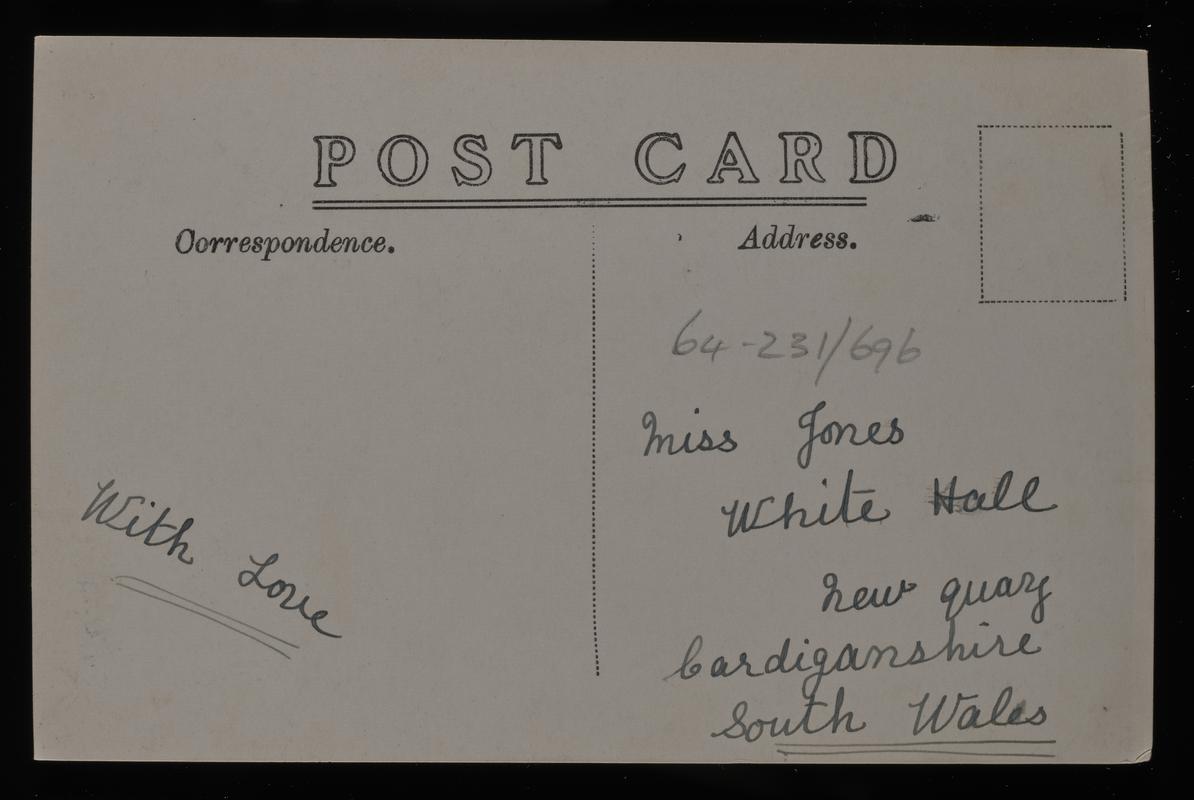 POST CARD
Correspondence.
Address.
64-231/696
Miss Jones
White Hall
New quay
Cardiganshire
South Wales
With Love